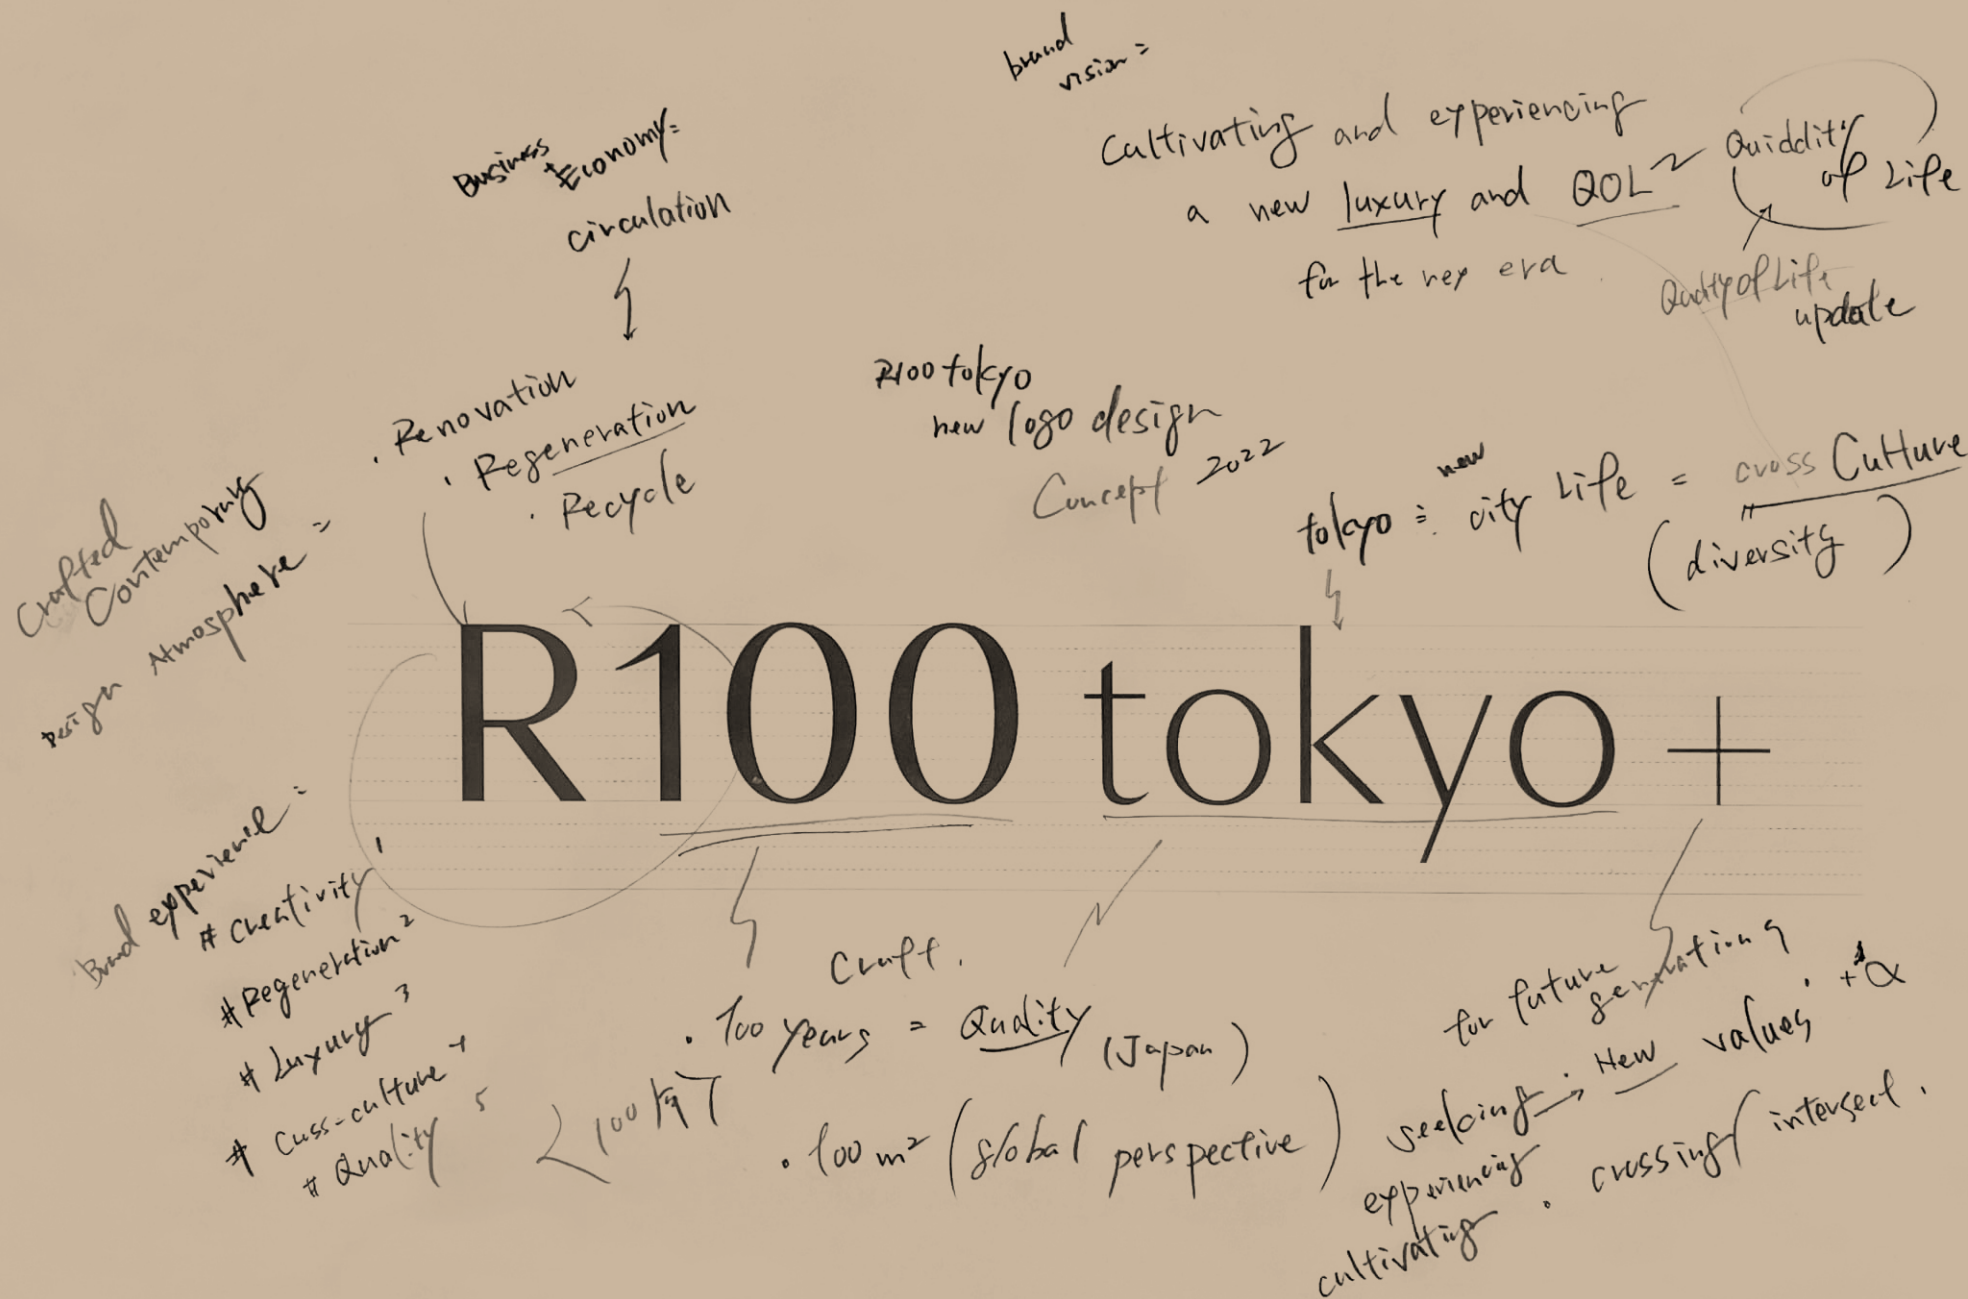 brand
vision =
Cultivating and experiencing
a new luxury and QOL ~ Quiddity
of Life
for the nex era
Quality of Life
update
Business
+ Economy =
circulation
・Renovation
・Regeneration
・Recycle
R100 tokyo
new logo design
Concept 2022
tokyo = new city Life = cross Culture
(diversity)
Crafted
Contemporary
Design Atmosphere =
R100 tokyo +
Brand experience =
# Creativity 1
# Regeneration 2
# Luxury 3
# Cross-culture 4
# Quality 5
Craft.
・100 years = Quality (Japan)
・100 m² (global perspective)
for future
generations
seeking → New values + α
experiencing
cultivating
・crossing / intersect.